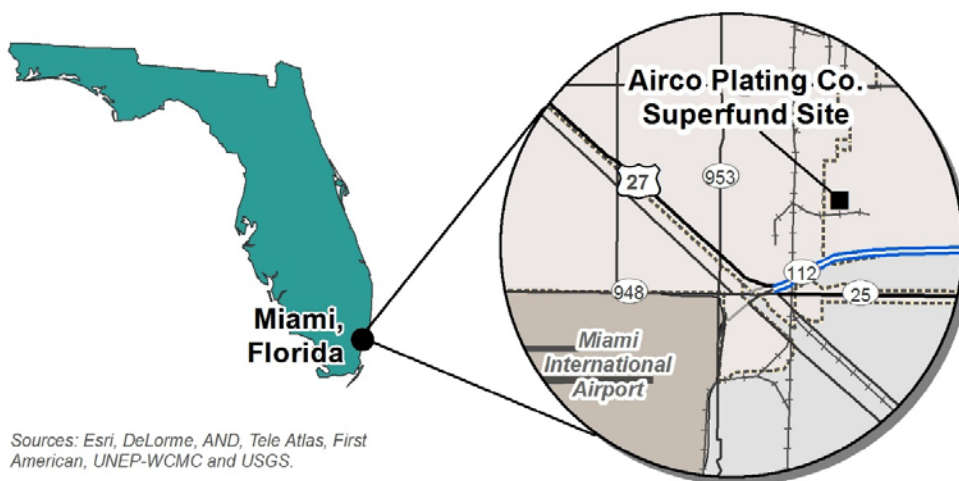 Airco Plating Co.
Superfund Site
27
953
112
948
25
Miami,
Florida
Miami
International
Airport
Sources: Esri, DeLorme, AND, Tele Atlas, First
American, UNEP-WCMC and USGS.